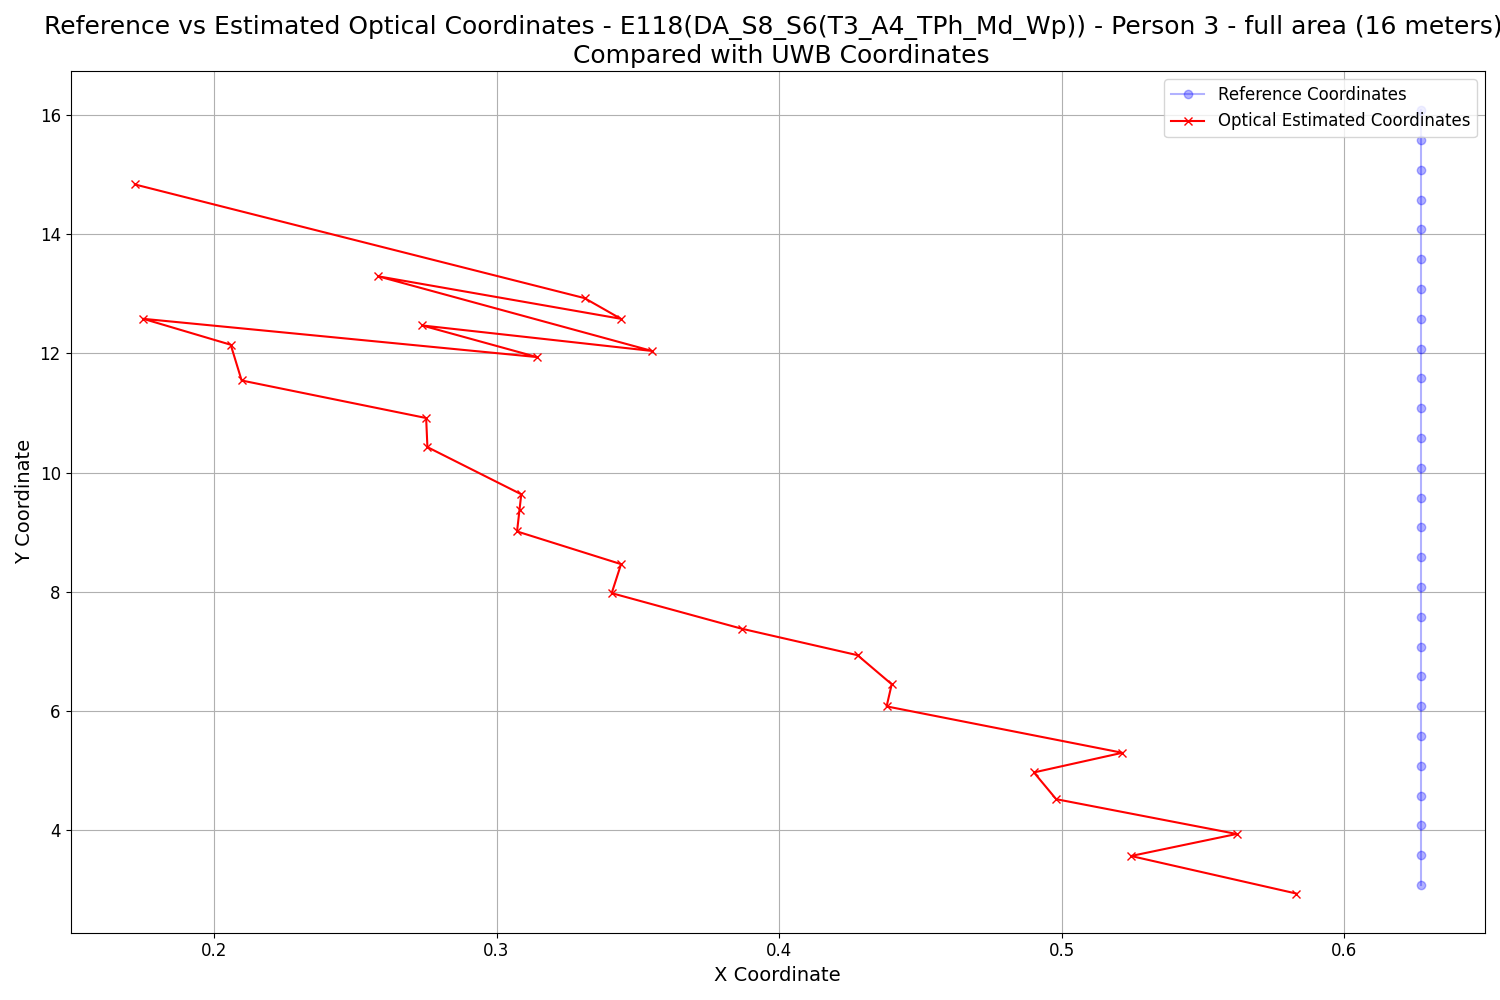 Reference vs Estimated Optical Coordinates - E118(DA_S8_S6(T3_A4_TPh_Md_Wp)) - Person 3 - full area (16 meters)
Compared with UWB Coordinates
Reference Coordinates
Optical Estimated Coordinates
16
14
12
10
8
6
4
Y Coordinate
0.2
0.3
0.4
0.5
0.6
X Coordinate